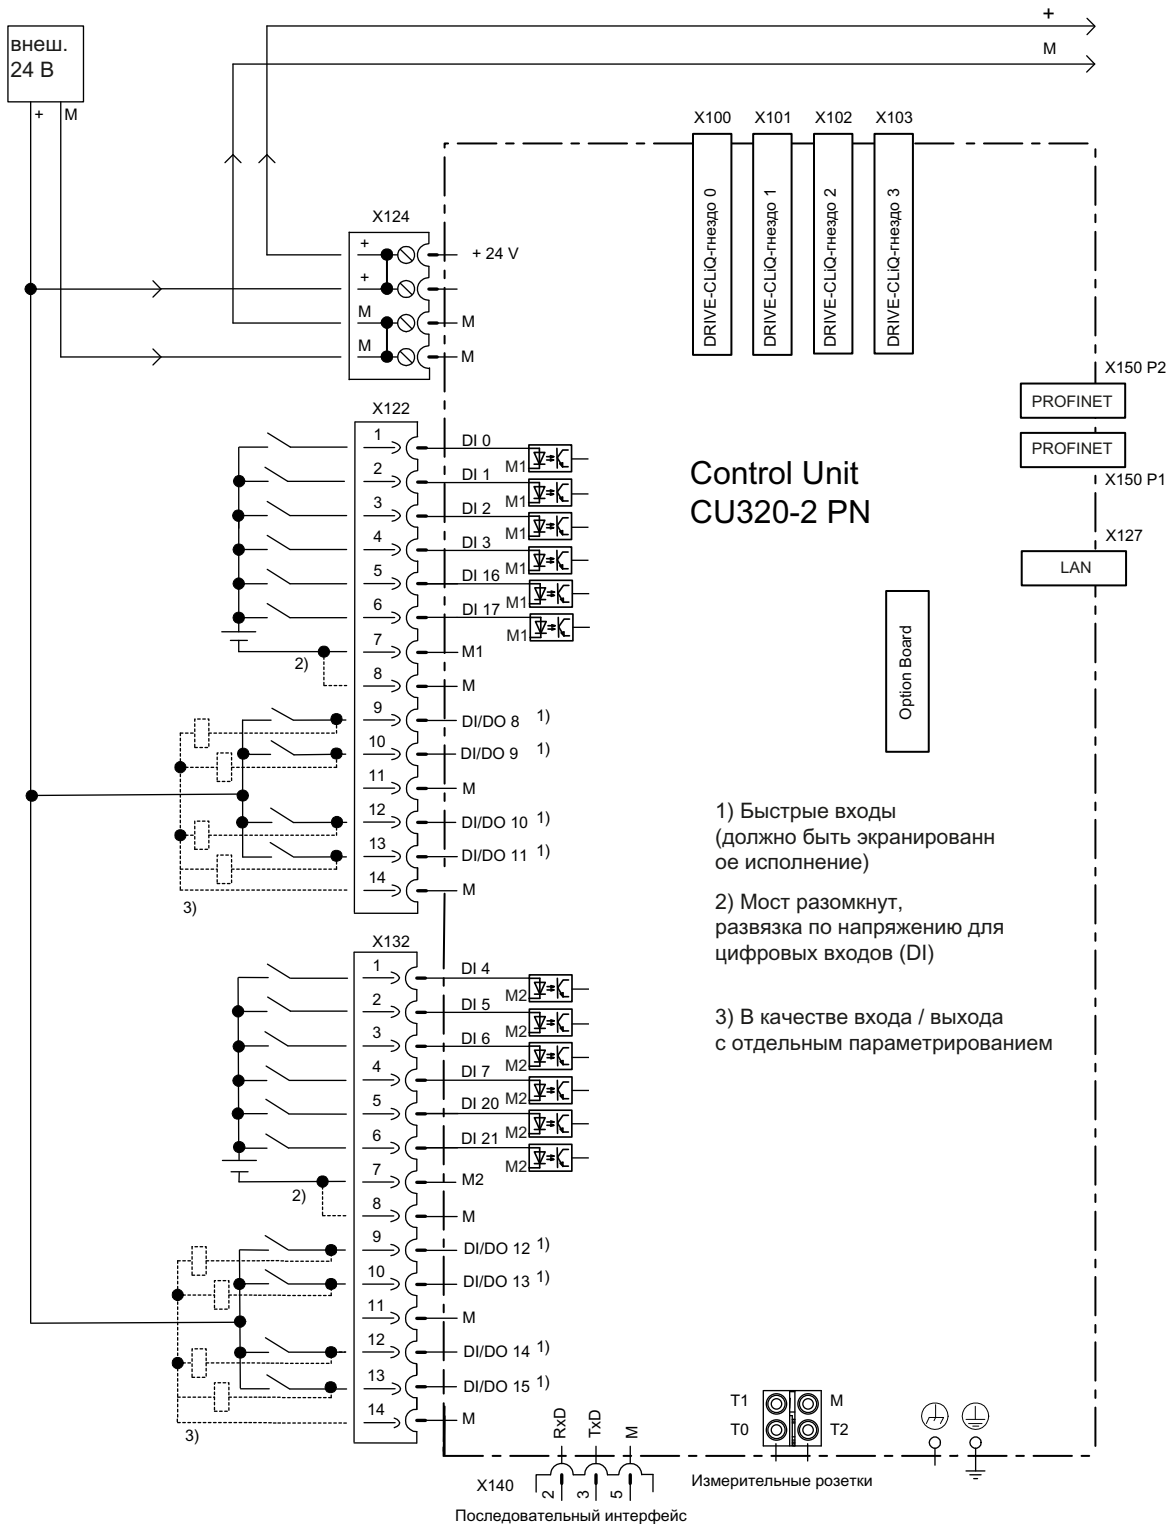 +
M
внеш.
24 В
+
M
X100
X101
X102
X103
DRIVE-CLiQ-гнездо 0
DRIVE-CLiQ-гнездо 1
DRIVE-CLiQ-гнездо 2
DRIVE-CLiQ-гнездо 3
X124
+
+ 24 V
+
M
M
M
M
X150 P2
PROFINET
PROFINET
X150 P1
X127
LAN
Control Unit
CU320-2 PN
Option Board
X122
1
DI 0
M1
2
DI 1
M1
3
DI 2
M1
4
DI 3
M1
5
DI 16
M1
6
DI 17
M1
7
M1
2)
8
M
9
DI/DO 8 1)
10
DI/DO 9 1)
11
M
12
DI/DO 10 1)
13
DI/DO 11 1)
14
M
3)
1) Быстрые входы
(должно быть экранированн
ое исполнение)
2) Мост разомкнут,
развязка по напряжению для
цифровых входов (DI)
3) В качестве входа / выхода
с отдельным параметрированием
X132
1
DI 4
M2
2
DI 5
M2
3
DI 6
M2
4
DI 7
M2
5
DI 20
M2
6
DI 21
M2
7
M2
2)
8
M
9
DI/DO 12 1)
10
DI/DO 13 1)
11
M
12
DI/DO 14 1)
13
DI/DO 15 1)
14
M
3)
RxD
TxD
M
X140
2
3
5
Последовательный интерфейс
T1
M
T0
T2
Измерительные розетки